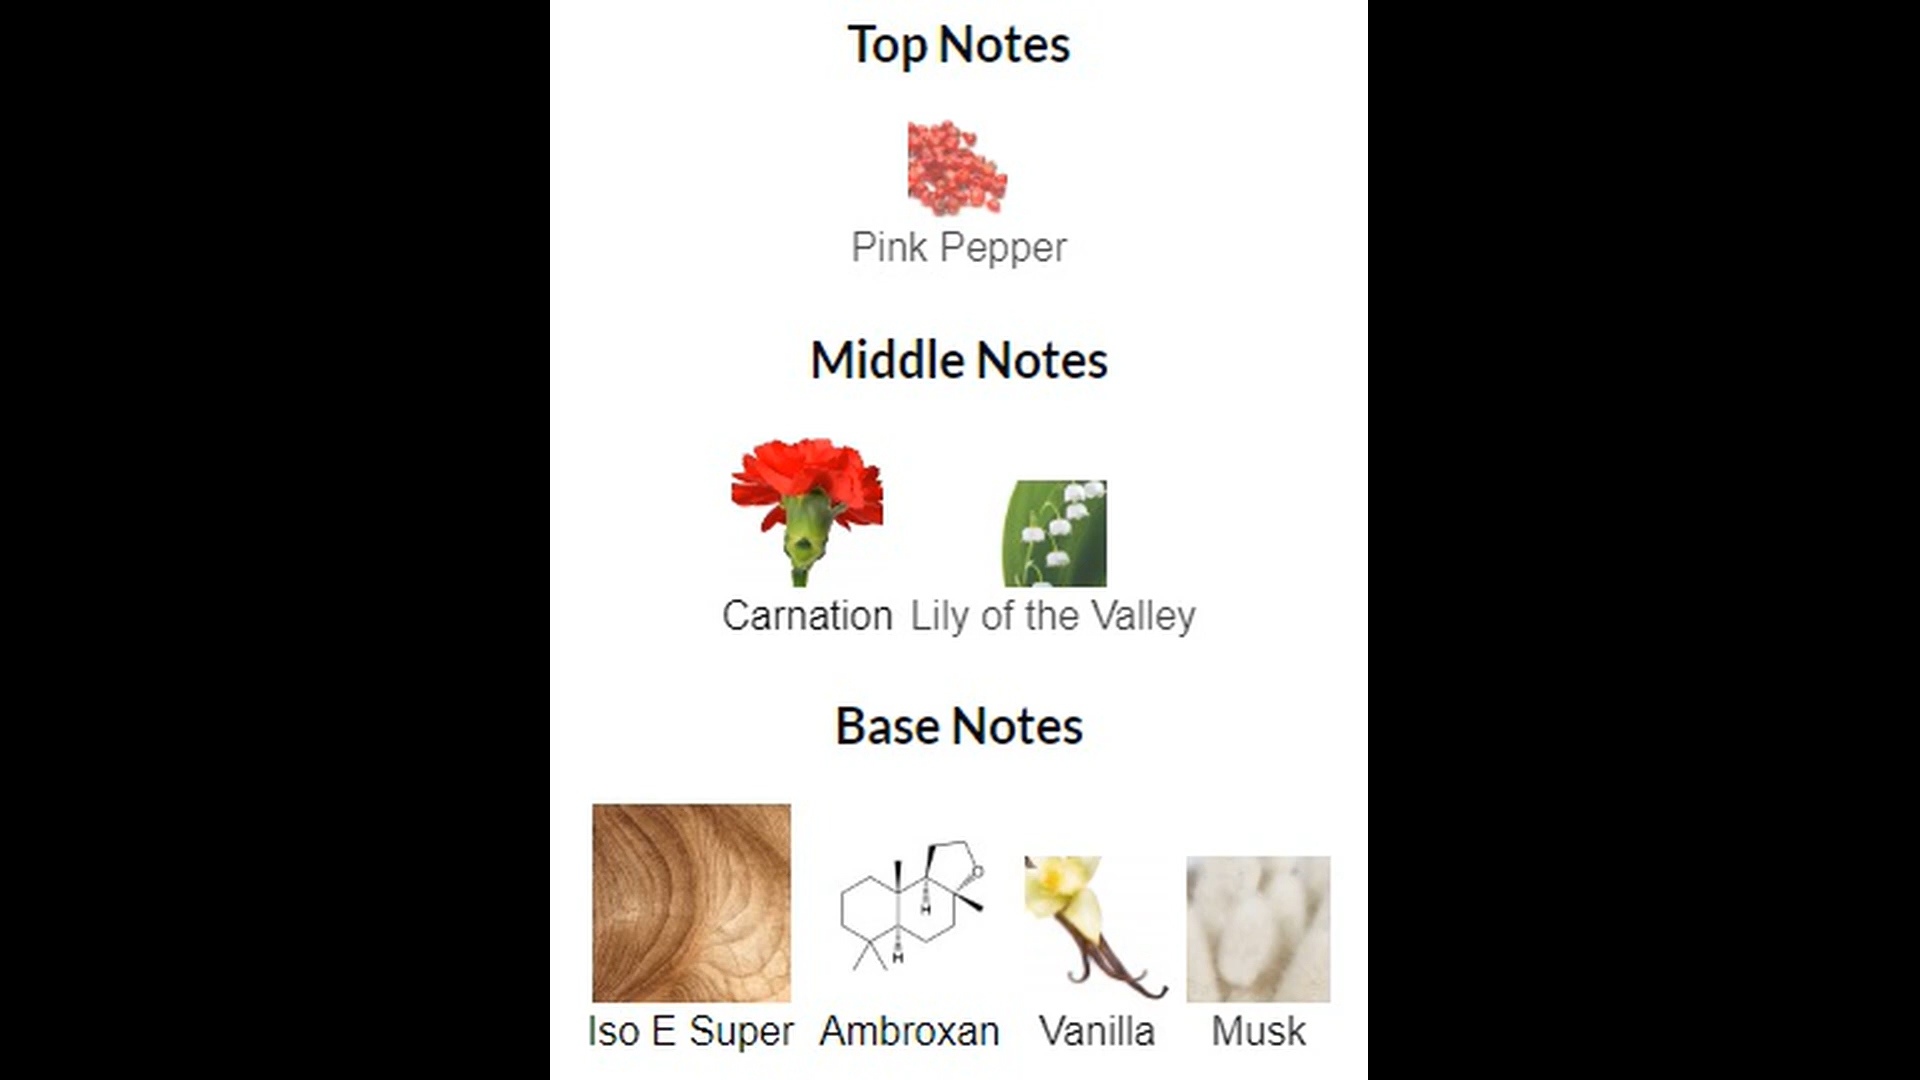 Top Notes
Pink Pepper
Middle Notes
Carnation Lily of the Valley
Base Notes
O
H
H
Iso E Super Ambroxan Vanilla Musk